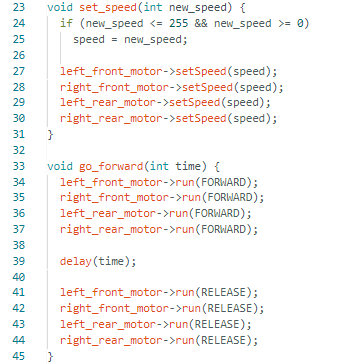 23 void set_speed(int new_speed) {
24   if (new_speed <= 255 && new_speed >= 0)
25     speed = new_speed;
26
27   left_front_motor->setSpeed(speed);
28   right_front_motor->setSpeed(speed);
29   left_rear_motor->setSpeed(speed);
30   right_rear_motor->setSpeed(speed);
31 }
32
33 void go_forward(int time) {
34   left_front_motor->run(FORWARD);
35   right_front_motor->run(FORWARD);
36   left_rear_motor->run(FORWARD);
37   right_rear_motor->run(FORWARD);
38
39   delay(time);
40
41   left_front_motor->run(RELEASE);
42   right_front_motor->run(RELEASE);
43   left_rear_motor->run(RELEASE);
44   right_rear_motor->run(RELEASE);
45 }